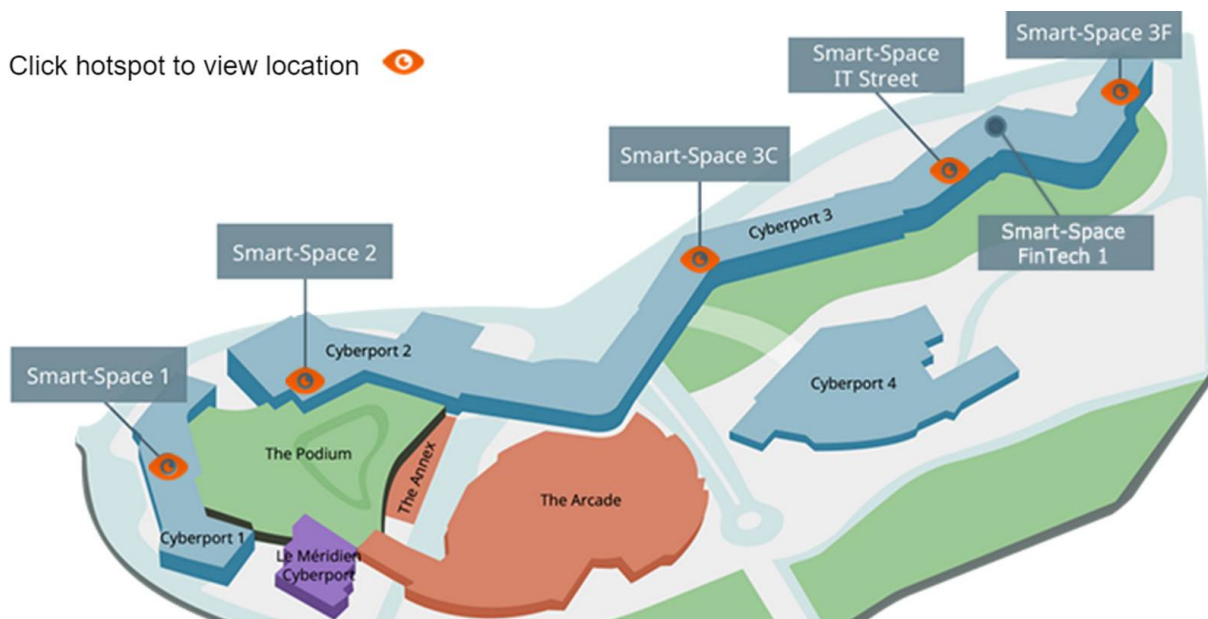 Click hotspot to view location
Smart-Space 3F
Smart-Space
IT Street
Smart-Space 3C
Cyberport 3
Smart-Space
FinTech 1
Smart-Space 2
Cyberport 2
Smart-Space 1
Cyberport 4
The Podium
The Annex
The Arcade
Cyberport 1
Le Méridien
Cyberport